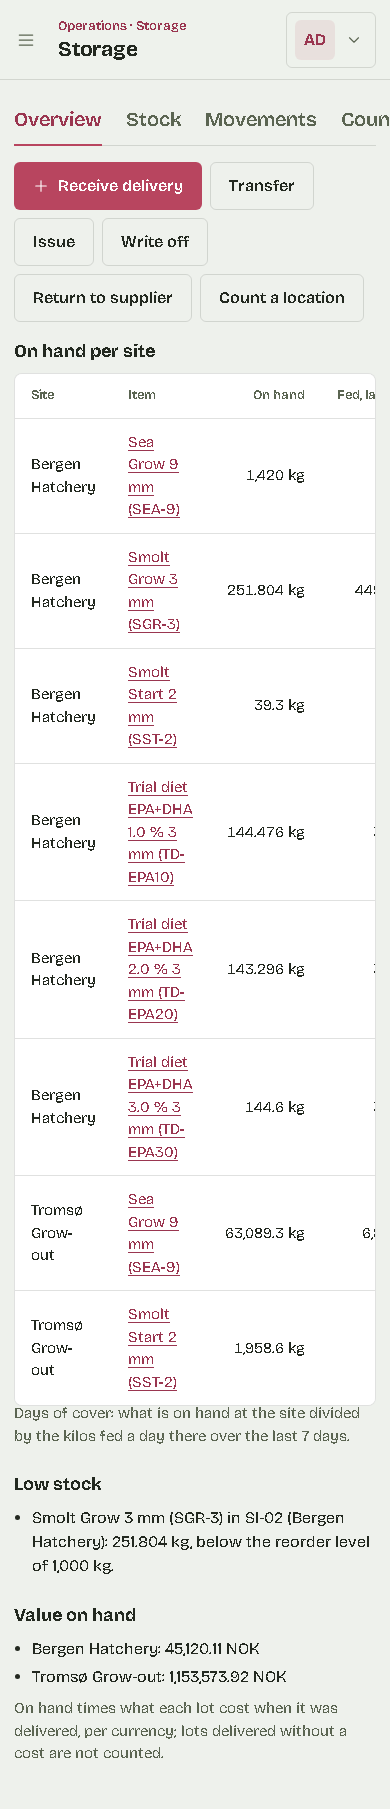 Operations · Storage
Storage
AD
Overview Stock Movements Coun
+ Receive delivery
Transfer
Issue
Write off
Return to supplier
Count a location
On hand per site
Site Item On hand Fed, la
Bergen
Hatchery
Sea
Grow 9
mm
(SEA-9)
1,420 kg
Bergen
Hatchery
Smolt
Grow 3
mm
(SGR-3)
251.804 kg
Bergen
Hatchery
Smolt
Start 2
mm
(SST-2)
39.3 kg
Bergen
Hatchery
Trial diet
EPA+DHA
1.0 % 3
mm (TD-
EPA10)
144.476 kg
Bergen
Hatchery
Trial diet
EPA+DHA
2.0 % 3
mm (TD-
EPA20)
143.296 kg
Bergen
Hatchery
Trial diet
EPA+DHA
3.0 % 3
mm (TD-
EPA30)
144.6 kg
Tromsø
Grow-
out
Sea
Grow 9
mm
(SEA-9)
63,089.3 kg
Tromsø
Grow-
out
Smolt
Start 2
mm
(SST-2)
1,958.6 kg
Days of cover: what is on hand at the site divided
by the kilos fed a day there over the last 7 days.
Low stock
• Smolt Grow 3 mm (SGR-3) in SI-02 (Bergen
Hatchery): 251.804 kg, below the reorder level
of 1,000 kg.
Value on hand
• Bergen Hatchery: 45,120.11 NOK
• Tromsø Grow-out: 1,153,573.92 NOK
On hand times what each lot cost when it was
delivered, per currency; lots delivered without a
cost are not counted.